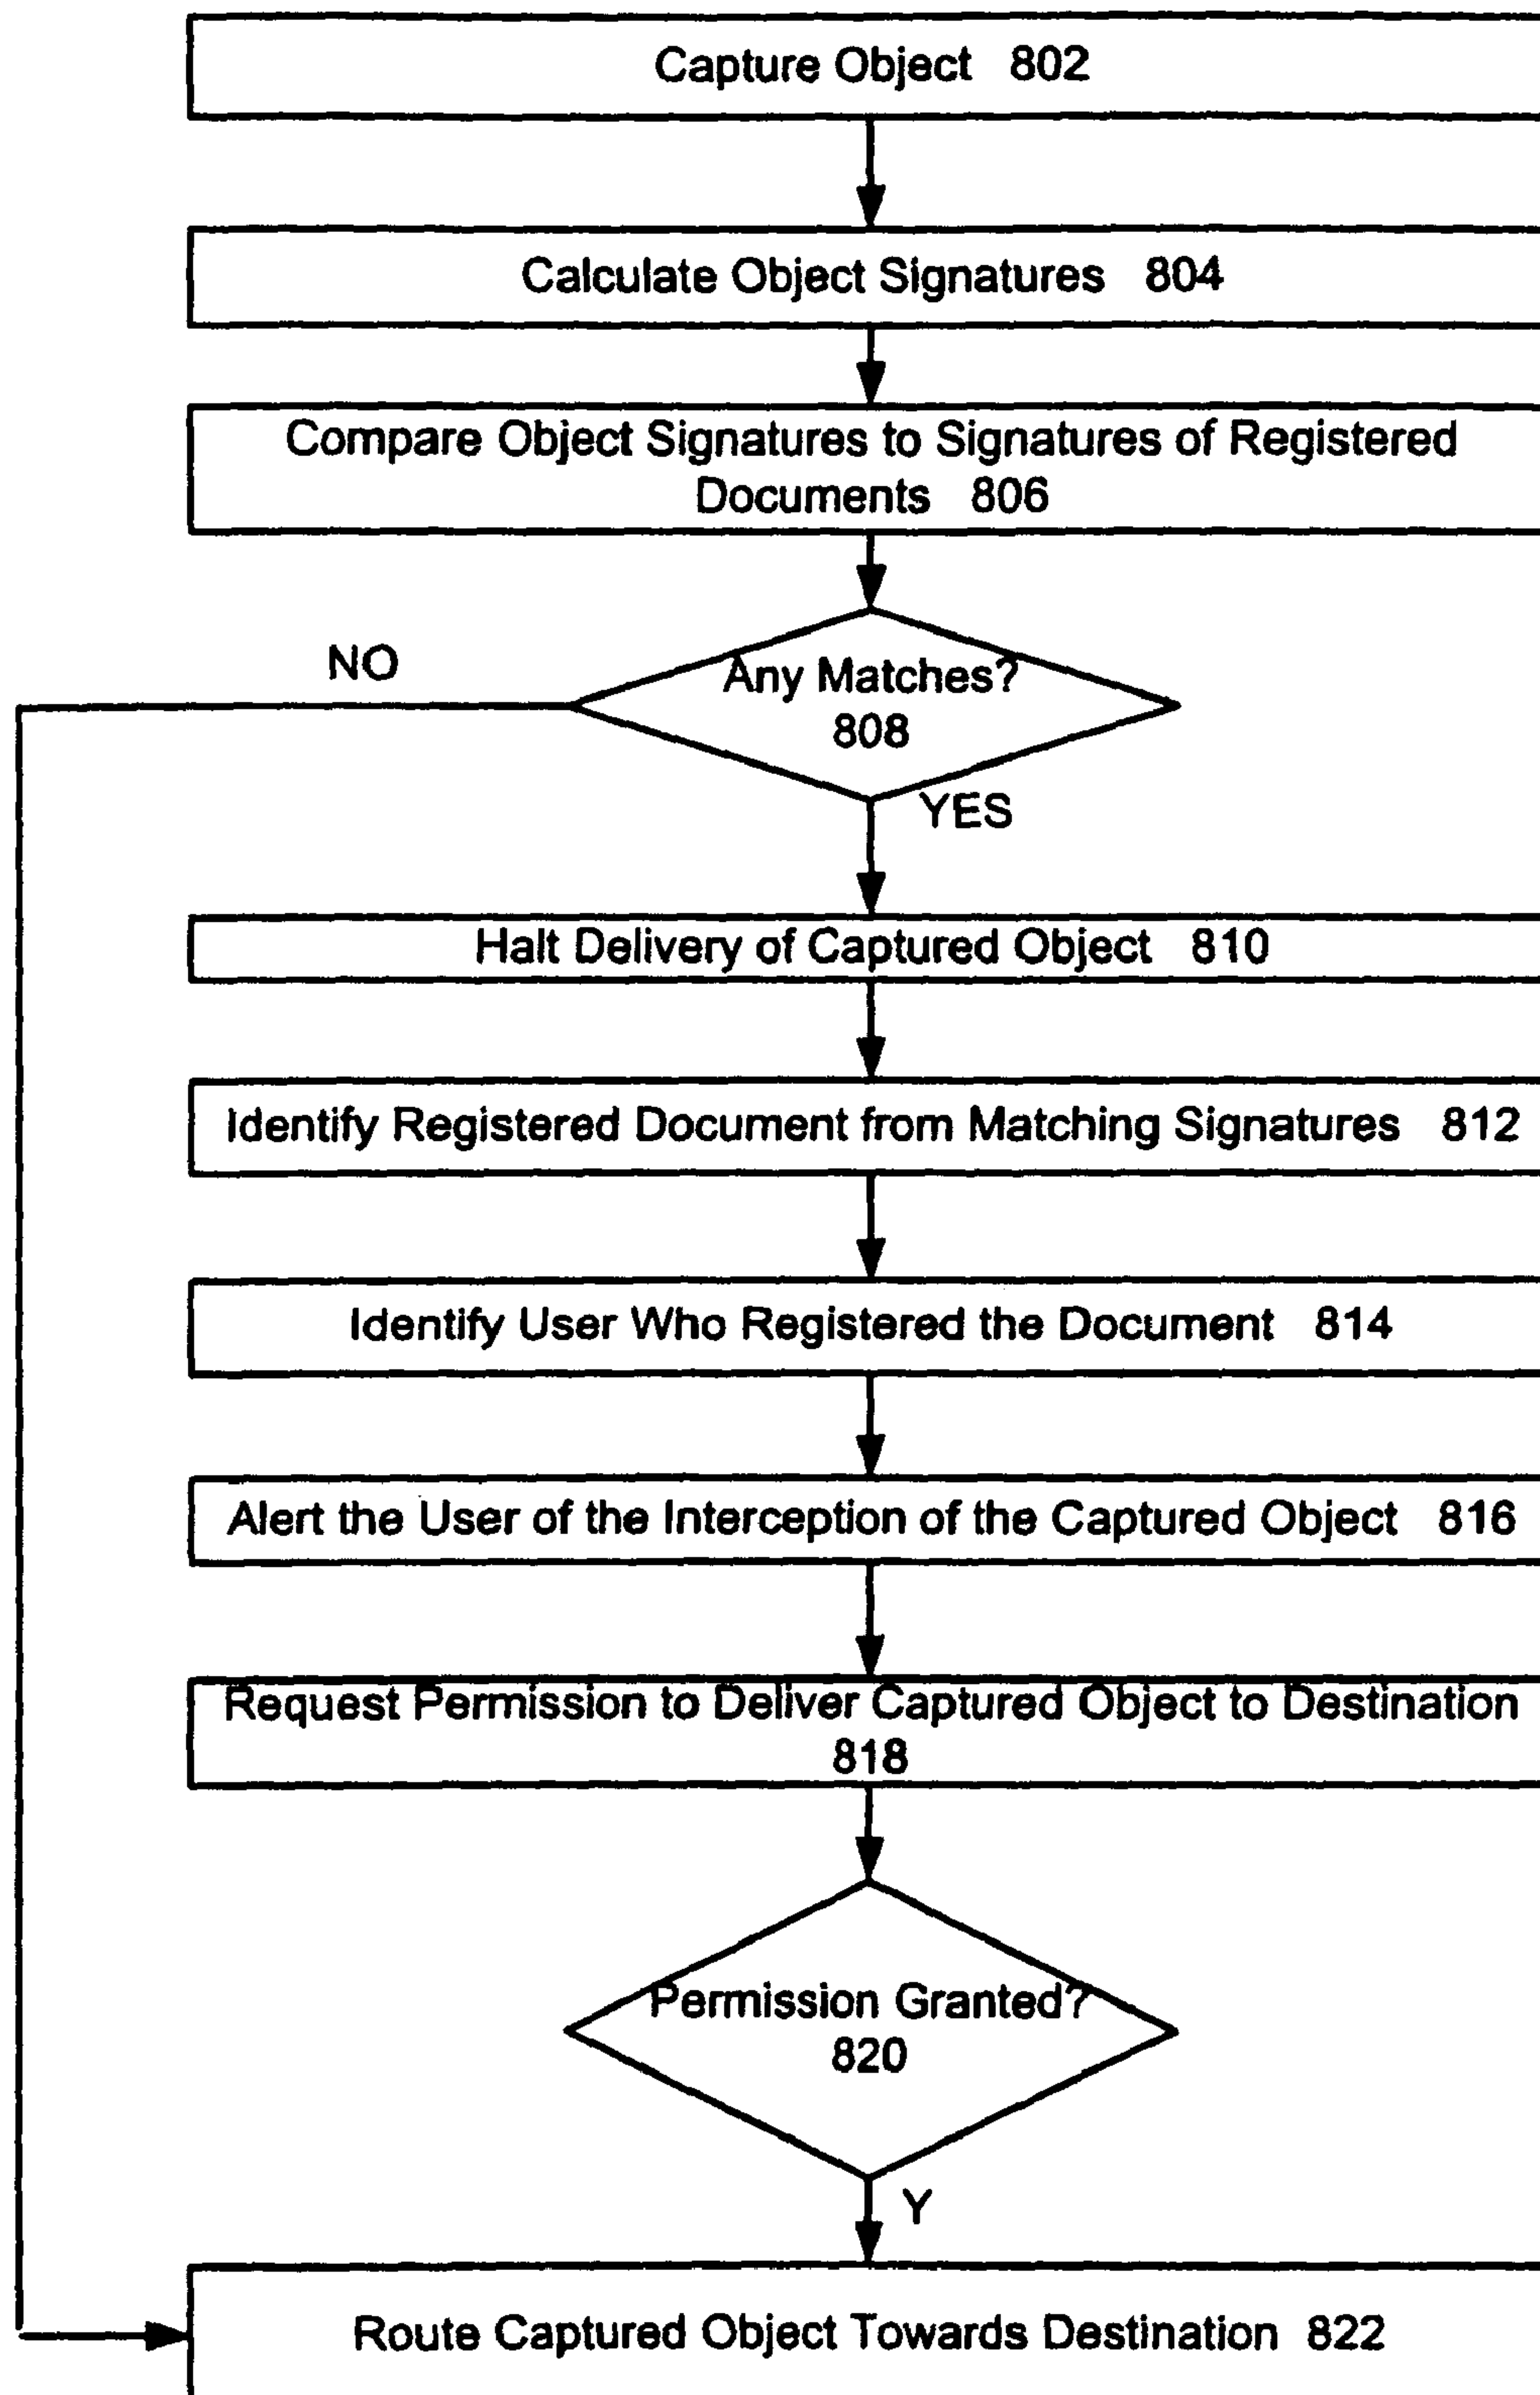 Capture Object 802
Calculate Object Signatures 804
Compare Object Signatures to Signatures of Registered
Documents 806
NO
Any Matches?
808
YES
Halt Delivery of Captured Object 810
Identify Registered Document from Matching Signatures 812
Identify User Who Registered the Document 814
Alert the User of the Interception of the Captured Object 816
Request Permission to Deliver Captured Object to Destination
818
Permission Granted?
820
Y
Route Captured Object Towards Destination 822